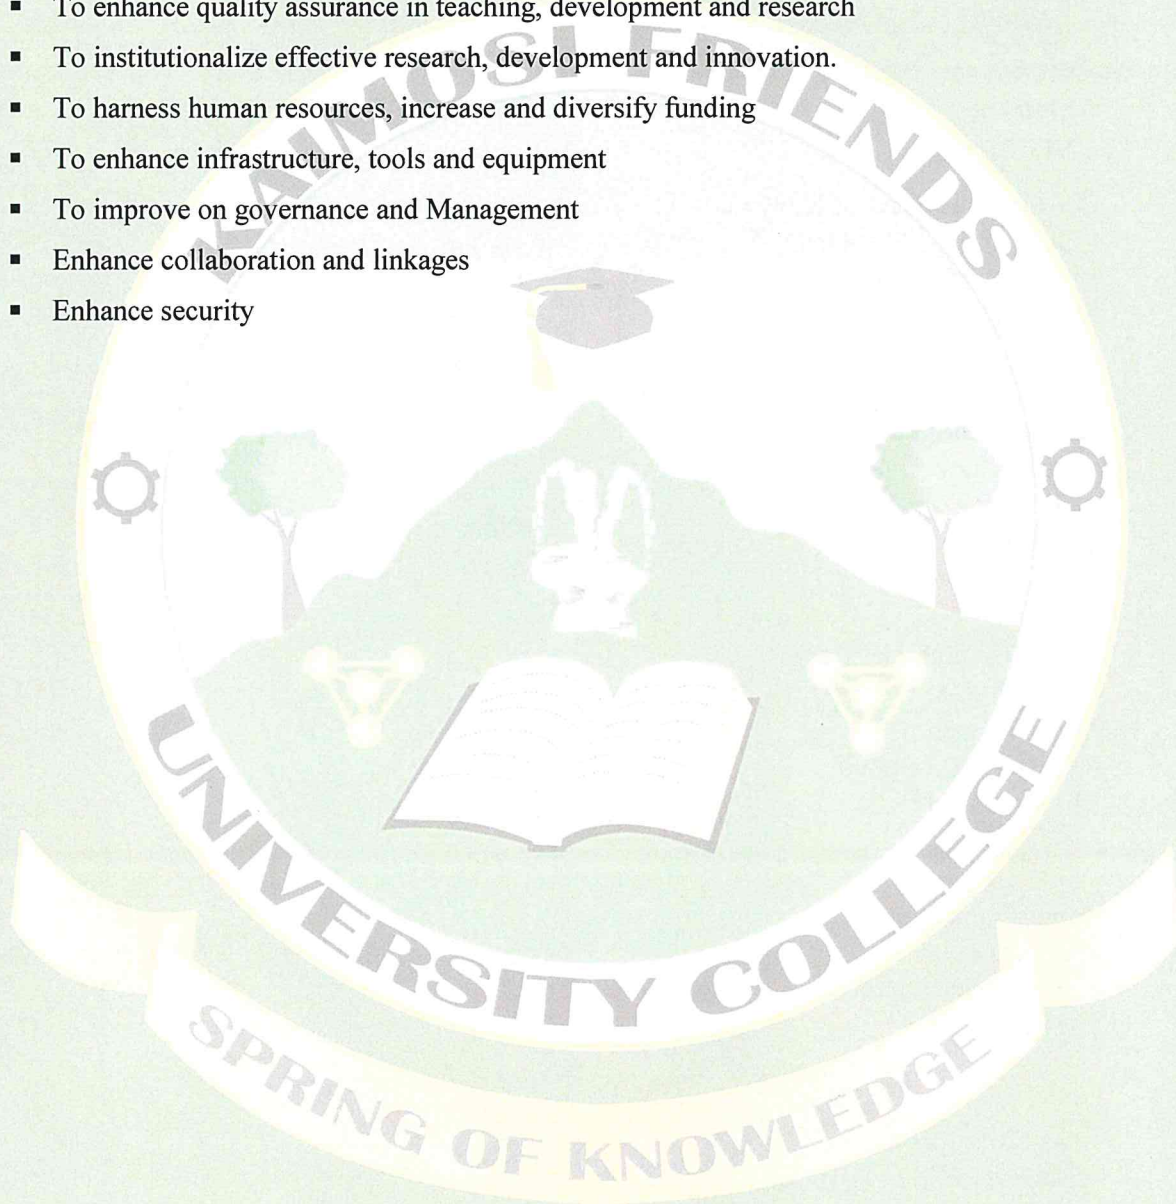 ▪ To enhance quality assurance in teaching, development and research
▪ To institutionalize effective research, development and innovation.
▪ To harness human resources, increase and diversify funding
▪ To enhance infrastructure, tools and equipment
▪ To improve on governance and Management
▪ Enhance collaboration and linkages
▪ Enhance security
KAIMOSI FRIENDS
UNIVERSITY COLLEGE
SPRING OF KNOWLEDGE